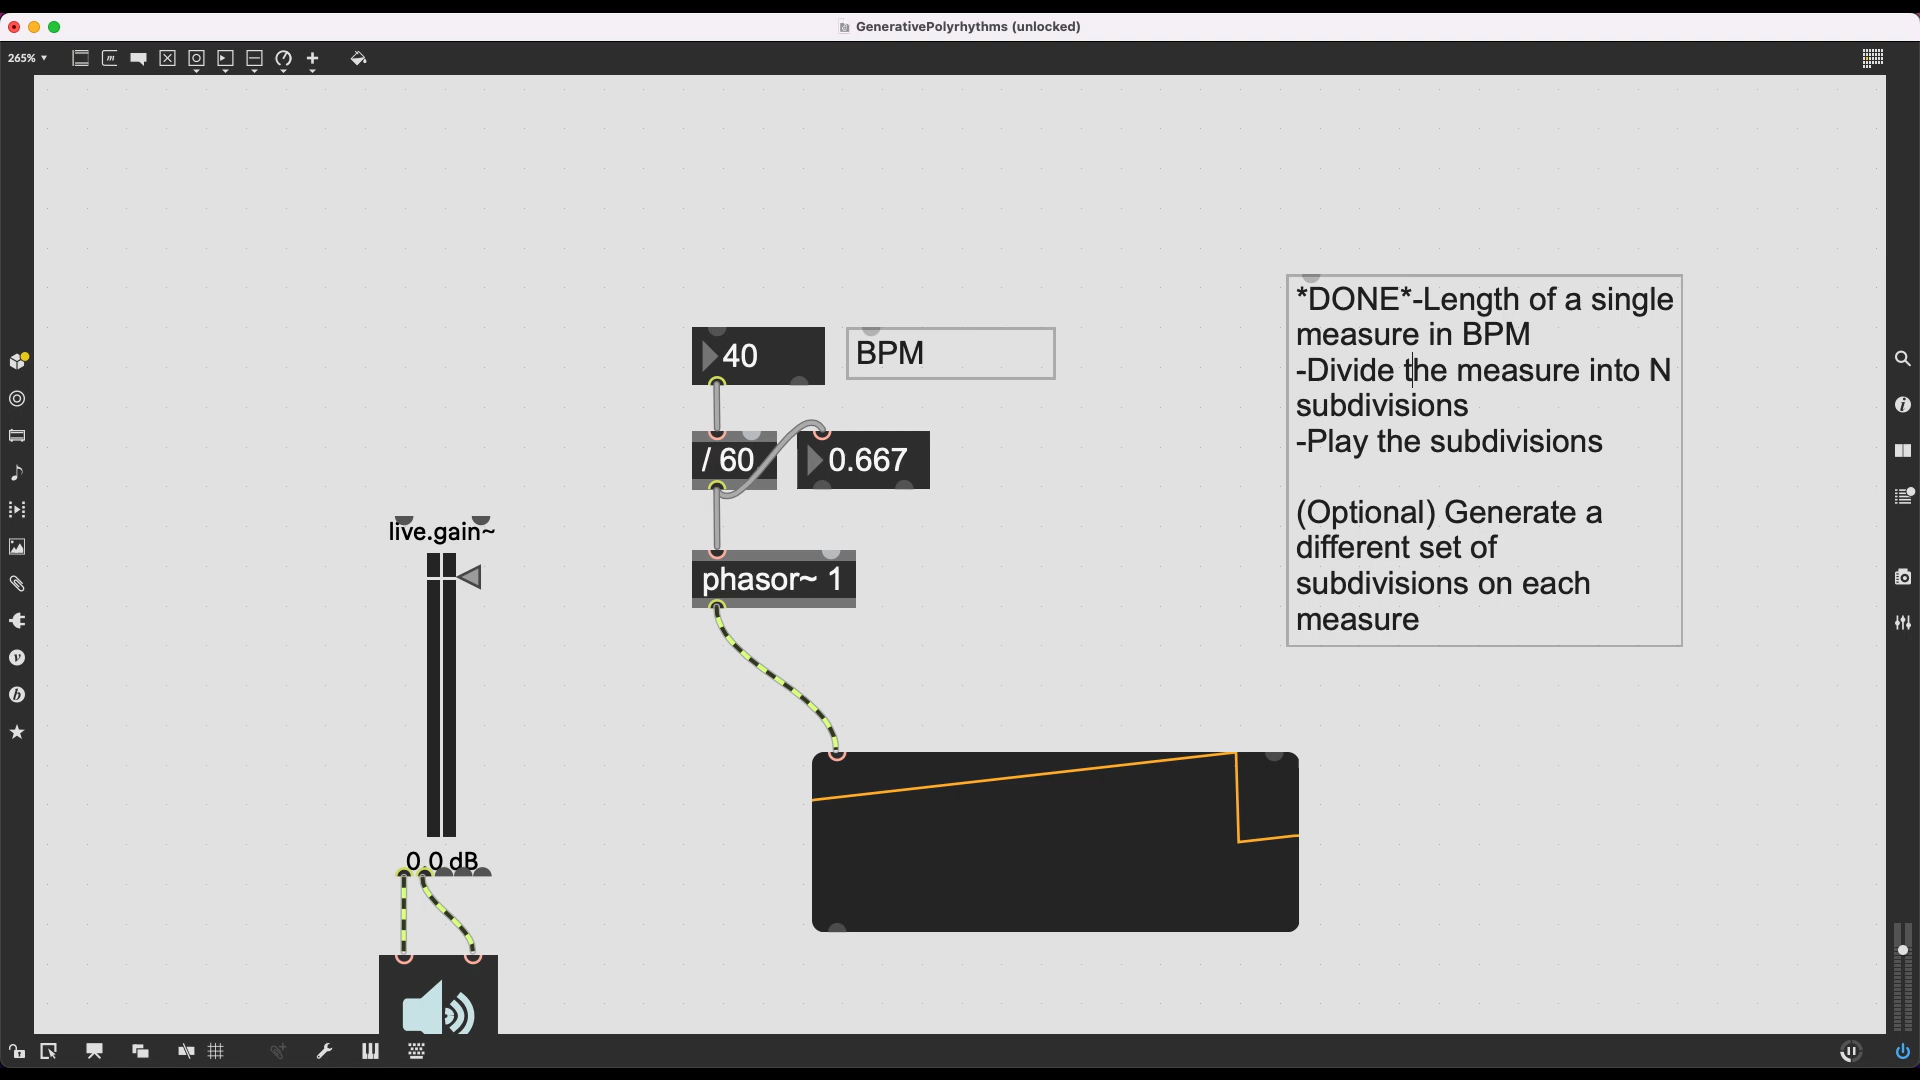 GenerativePolyrhythms (unlocked)
265%
40
BPM
/ 60
0.667
phasor~ 1
live.gain~
0.0 dB
*DONE*-Length of a single
measure in BPM
-Divide the measure into N
subdivisions
-Play the subdivisions
(Optional) Generate a
different set of
subdivisions on each
measure